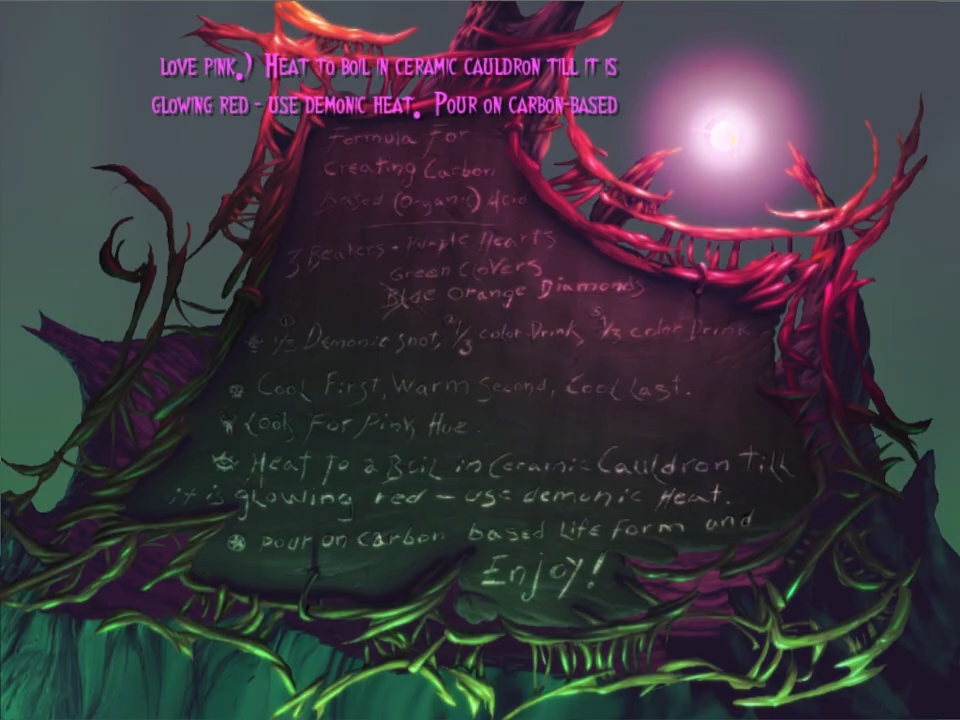 LOVE PINK.) HEAT TO BOIL IN CERAMIC CAULDRON TILL IT IS
GLOWING RED - USE DEMONIC HEAT. POUR ON CARBON-BASED
Formula For
Creating Carbon
Based (Organic) Acid
3 Beakers - Purple Hearts
Green Clovers
Blue Orange Diamonds
① 1/3 Demonic Snot, ② 1/3 color Drink ③ 1/3 color Drink
Cool First, Warm Second, Cool Last.
Look For Pink Hue.
Heat to a Boil in Ceramic Cauldron Till
it is glowing red - use demonic Heat.
pour on carbon based Life form and
Enjoy!